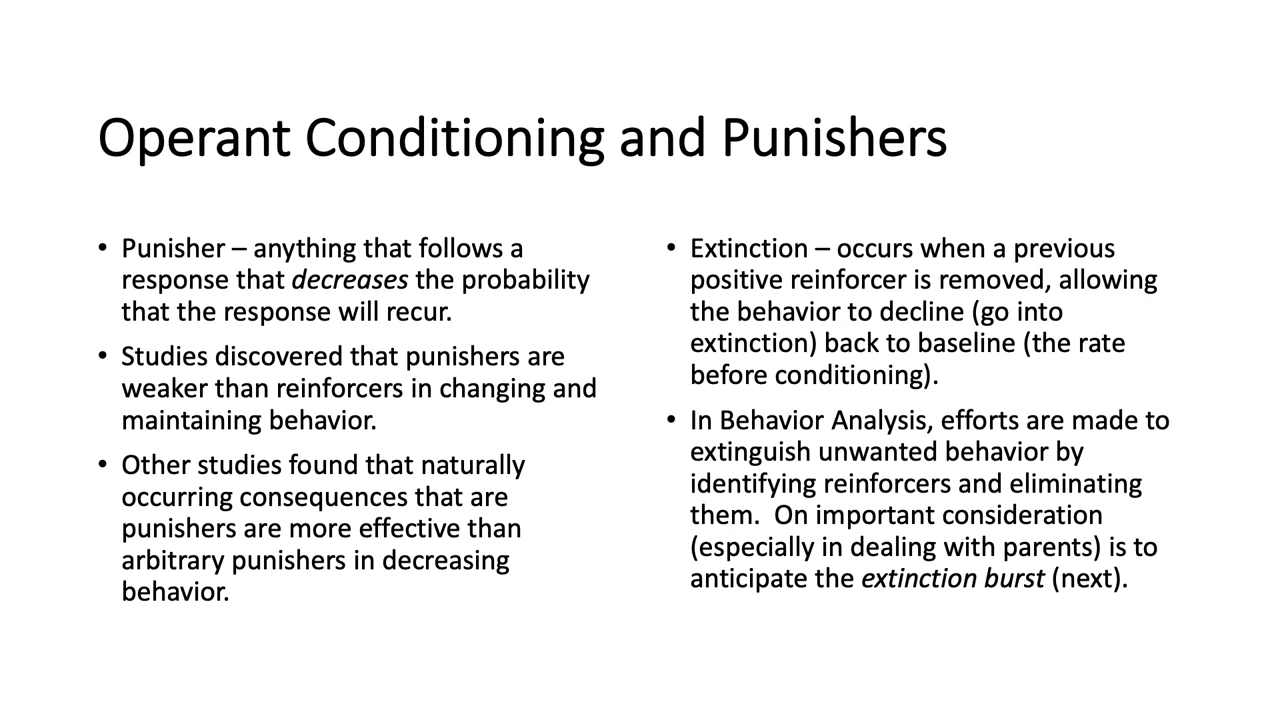 Operant Conditioning and Punishers
• Punisher – anything that follows a
response that decreases the probability
that the response will recur.
• Studies discovered that punishers are
weaker than reinforcers in changing and
maintaining behavior.
• Other studies found that naturally
occurring consequences that are
punishers are more effective than
arbitrary punishers in decreasing
behavior.
• Extinction – occurs when a previous
positive reinforcer is removed, allowing
the behavior to decline (go into
extinction) back to baseline (the rate
before conditioning).
• In Behavior Analysis, efforts are made to
extinguish unwanted behavior by
identifying reinforcers and eliminating
them.  On important consideration
(especially in dealing with parents) is to
anticipate the extinction burst (next).